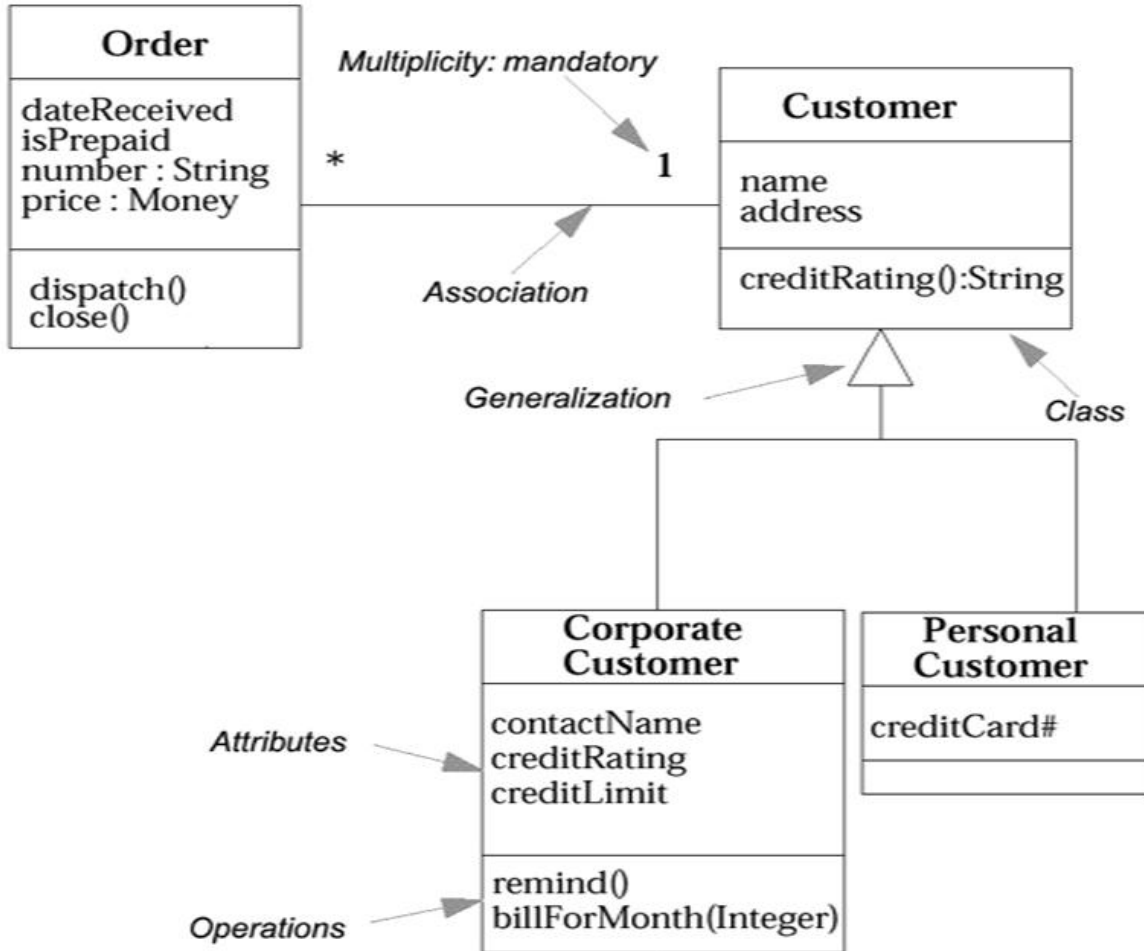 Order
dateReceived
isPrepaid
number : String
price : Money
dispatch()
close()
Multiplicity: mandatory
*
1
Association
Customer
name
address
creditRating():String
Generalization
Class
Corporate
Customer
contactName
creditRating
creditLimit
remind()
billForMonth(Integer)
Personal
Customer
creditCard#
Attributes
Operations